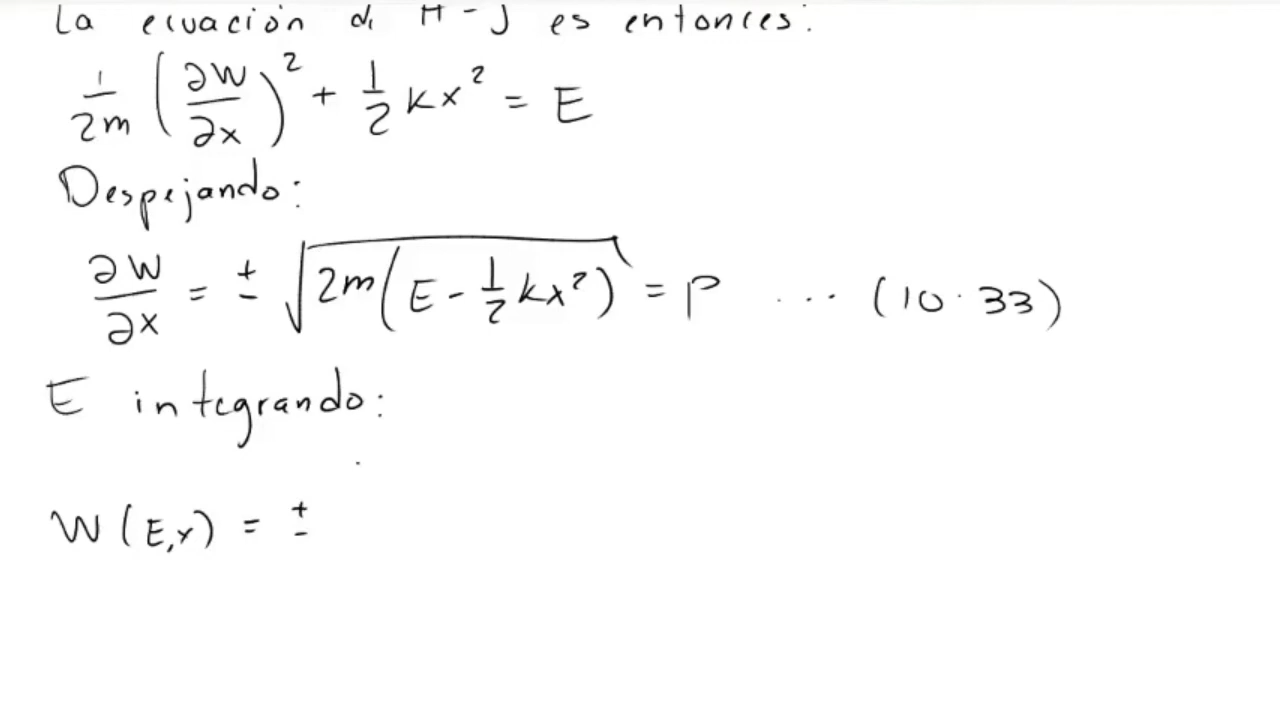 La ecuación de H-J es entonces:
1/2m (∂W/∂x)² + 1/2 kx² = E
Despejando:
∂W/∂x = ± √(2m(E - 1/2 kx²)) = p ... (10.33)
E integrando:
W(E,x) = ±